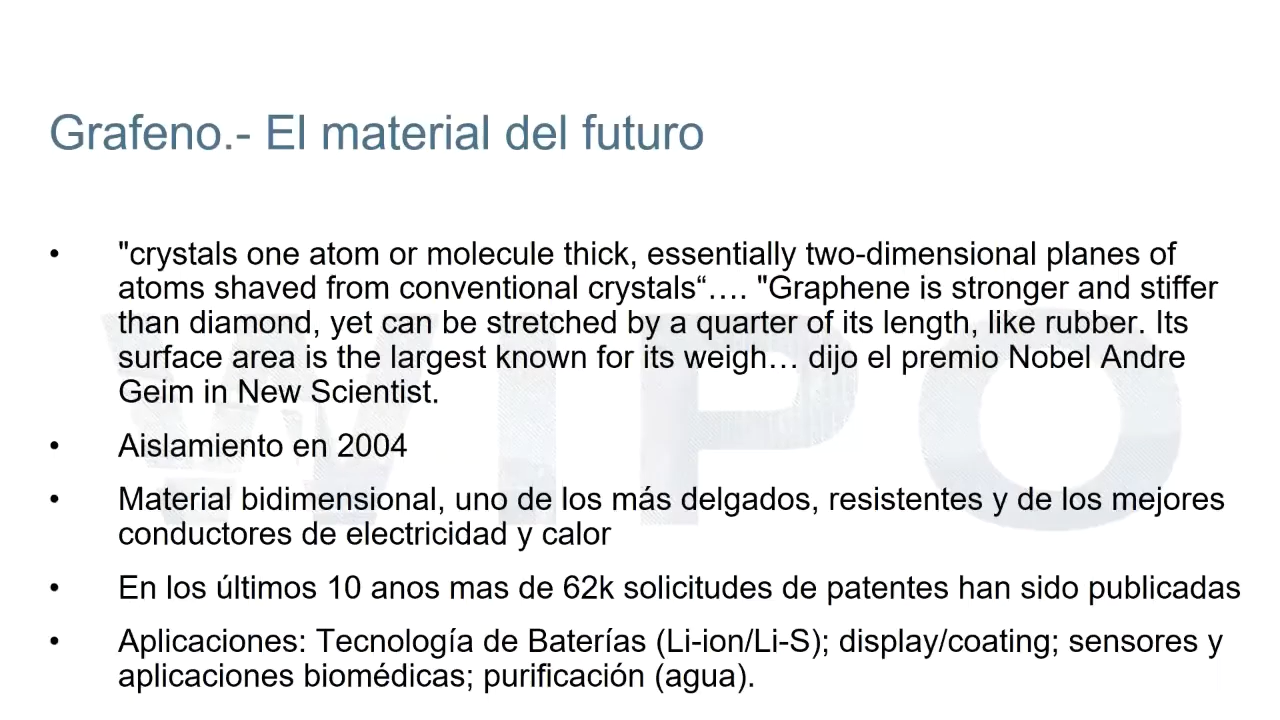 Grafeno.- El material del futuro
• "crystals one atom or molecule thick, essentially two-dimensional planes of
atoms shaved from conventional crystals“…. "Graphene is stronger and stiffer
than diamond, yet can be stretched by a quarter of its length, like rubber. Its
surface area is the largest known for its weigh… dijo el premio Nobel Andre
Geim in New Scientist.
• Aislamiento en 2004
• Material bidimensional, uno de los más delgados, resistentes y de los mejores
conductores de electricidad y calor
• En los últimos 10 anos mas de 62k solicitudes de patentes han sido publicadas
• Aplicaciones: Tecnología de Baterías (Li-ion/Li-S); display/coating; sensores y
aplicaciones biomédicas; purificación (agua).
WIPO